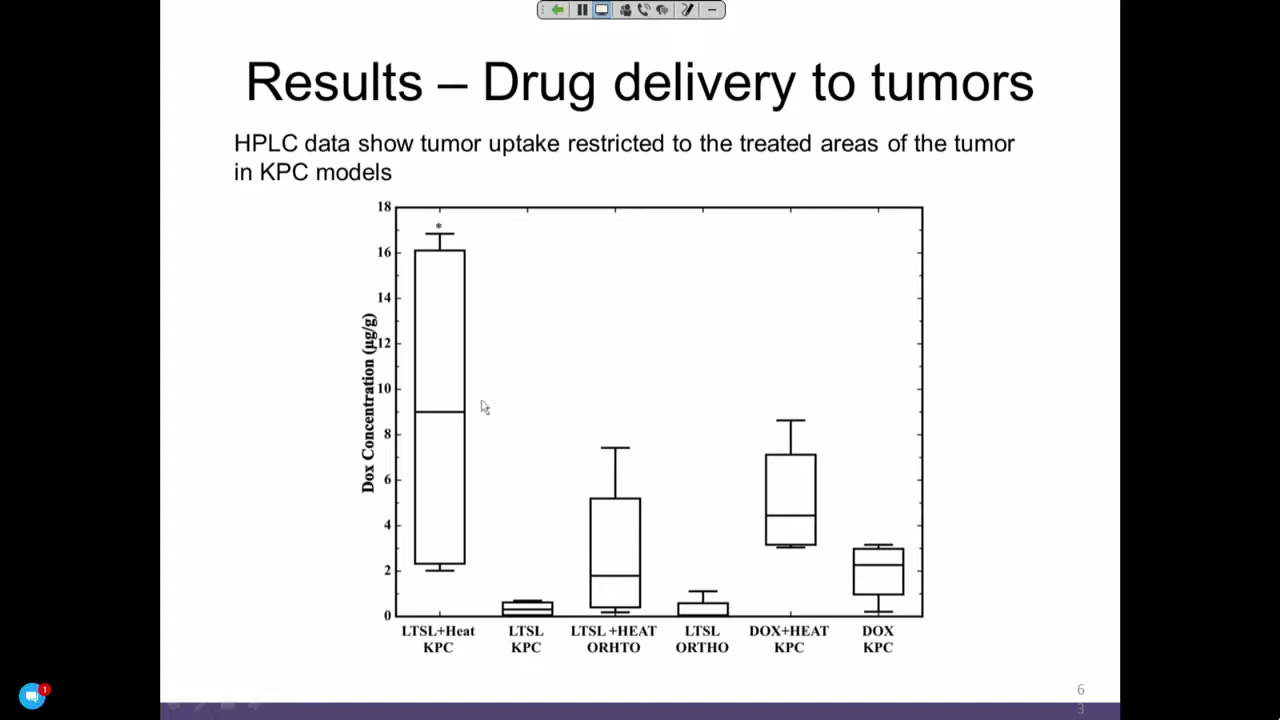 Results – Drug delivery to tumors
HPLC data show tumor uptake restricted to the treated areas of the tumor
in KPC models
18
16
14
12
10
8
6
4
2
0
Dox Concentration (µg/g)
*
LTSL+Heat
KPC
LTSL
KPC
LTSL +HEAT
ORHTO
LTSL
ORTHO
DOX+HEAT
KPC
DOX
KPC
6
3
1